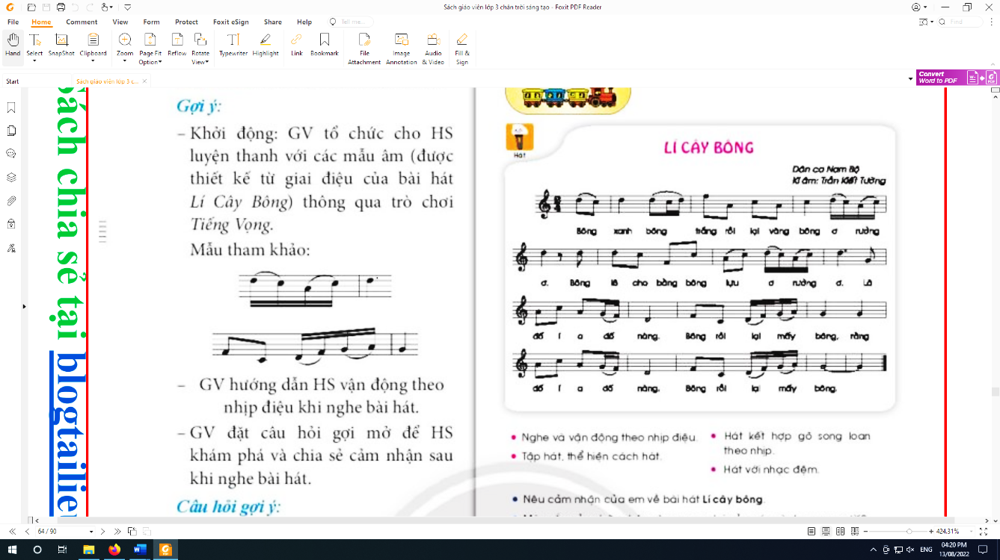 Sách giáo viên lớp 3 chân trời sáng tạo - Foxit PDF Reader
File Home Comment View Form Protect Foxit eSign Share Help Tell me... Find
Hand Select SnapShot Clipboard Zoom Page Fit Option Reflow Rotate View Typewriter Highlight Link Bookmark File Attachment Image Annotation Audio & Video Fill & Sign
Start Sách giáo viên lớp 3 c...
Convert
Word to PDF
Sách chia sẽ tại blogtailieu
Gợi ý:
– Khởi động: GV tổ chức cho HS
luyện thanh với các mẫu âm (được
thiết kế từ giai điệu của bài hát
Lí Cây Bông) thông qua trò chơi
Tiếng Vọng.
Mẫu tham khảo:
– GV hướng dẫn HS vận động theo
nhịp điệu khi nghe bài hát.
– GV đặt câu hỏi gợi mở để HS
khám phá và chia sẻ cảm nhận sau
khi nghe bài hát.
Câu hỏi gợi ý:
Hát
LÍ CÂY BÔNG
Dân ca Nam Bộ
Kí âm: Trần Kiết Tường
Bông xanh bông trắng rồi lại vàng bông ơ rường
ơ. Bông lê cho bằng bông lựu ơ rường ơ. Là
đố í a đố nàng. Bông rồi lại mấy bông, rằng
đố í a đố nàng. Bông rồi lại mấy bông.
• Nghe và vận động theo nhịp điệu.
• Tập hát, thể hiện cách hát.
• Hát kết hợp gõ song loan
theo nhịp.
• Hát với nhạc đệm.
• Nêu cảm nhận của em về bài hát Lí cây bông.
64 / 90
424.31%
ENG
04:20 PM
13/08/2022